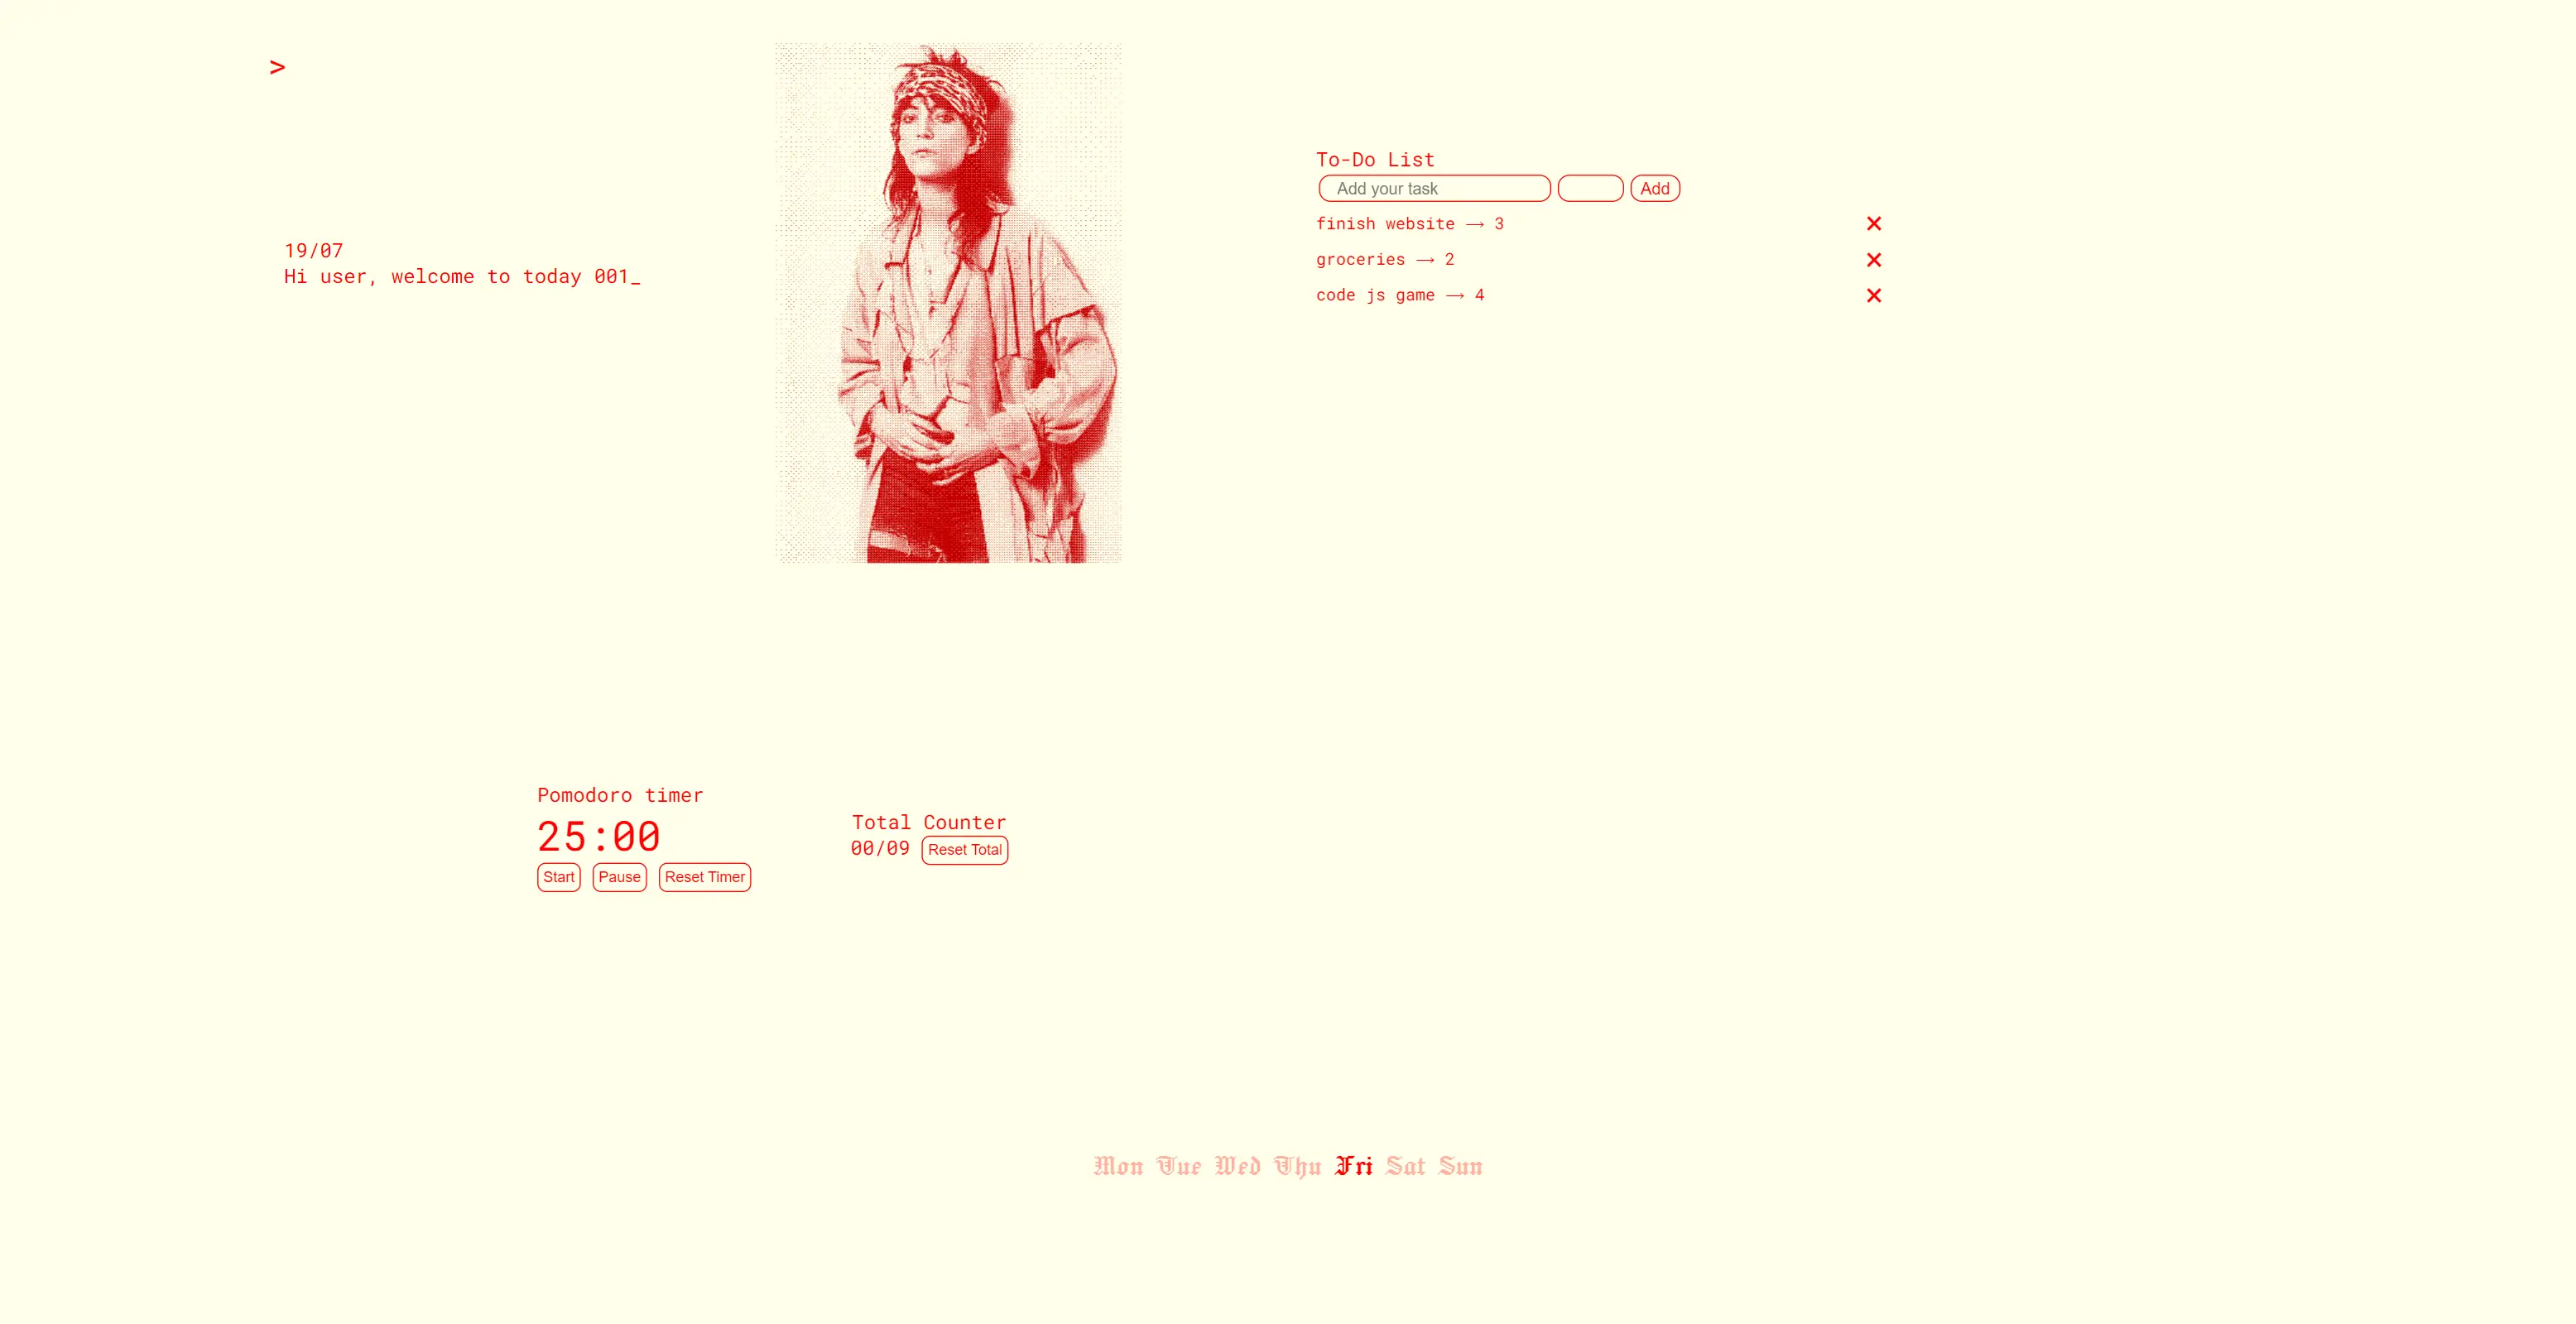 >
19/07
Hi user, welcome to today 001_
To-Do List
Add your task Add
finish website → 3 ×
groceries → 2 ×
code js game → 4 ×
Pomodoro timer
25:00
Start Pause Reset Timer
Total Counter
00/09 Reset Total
Mon Tue Wed Thu Fri Sat Sun